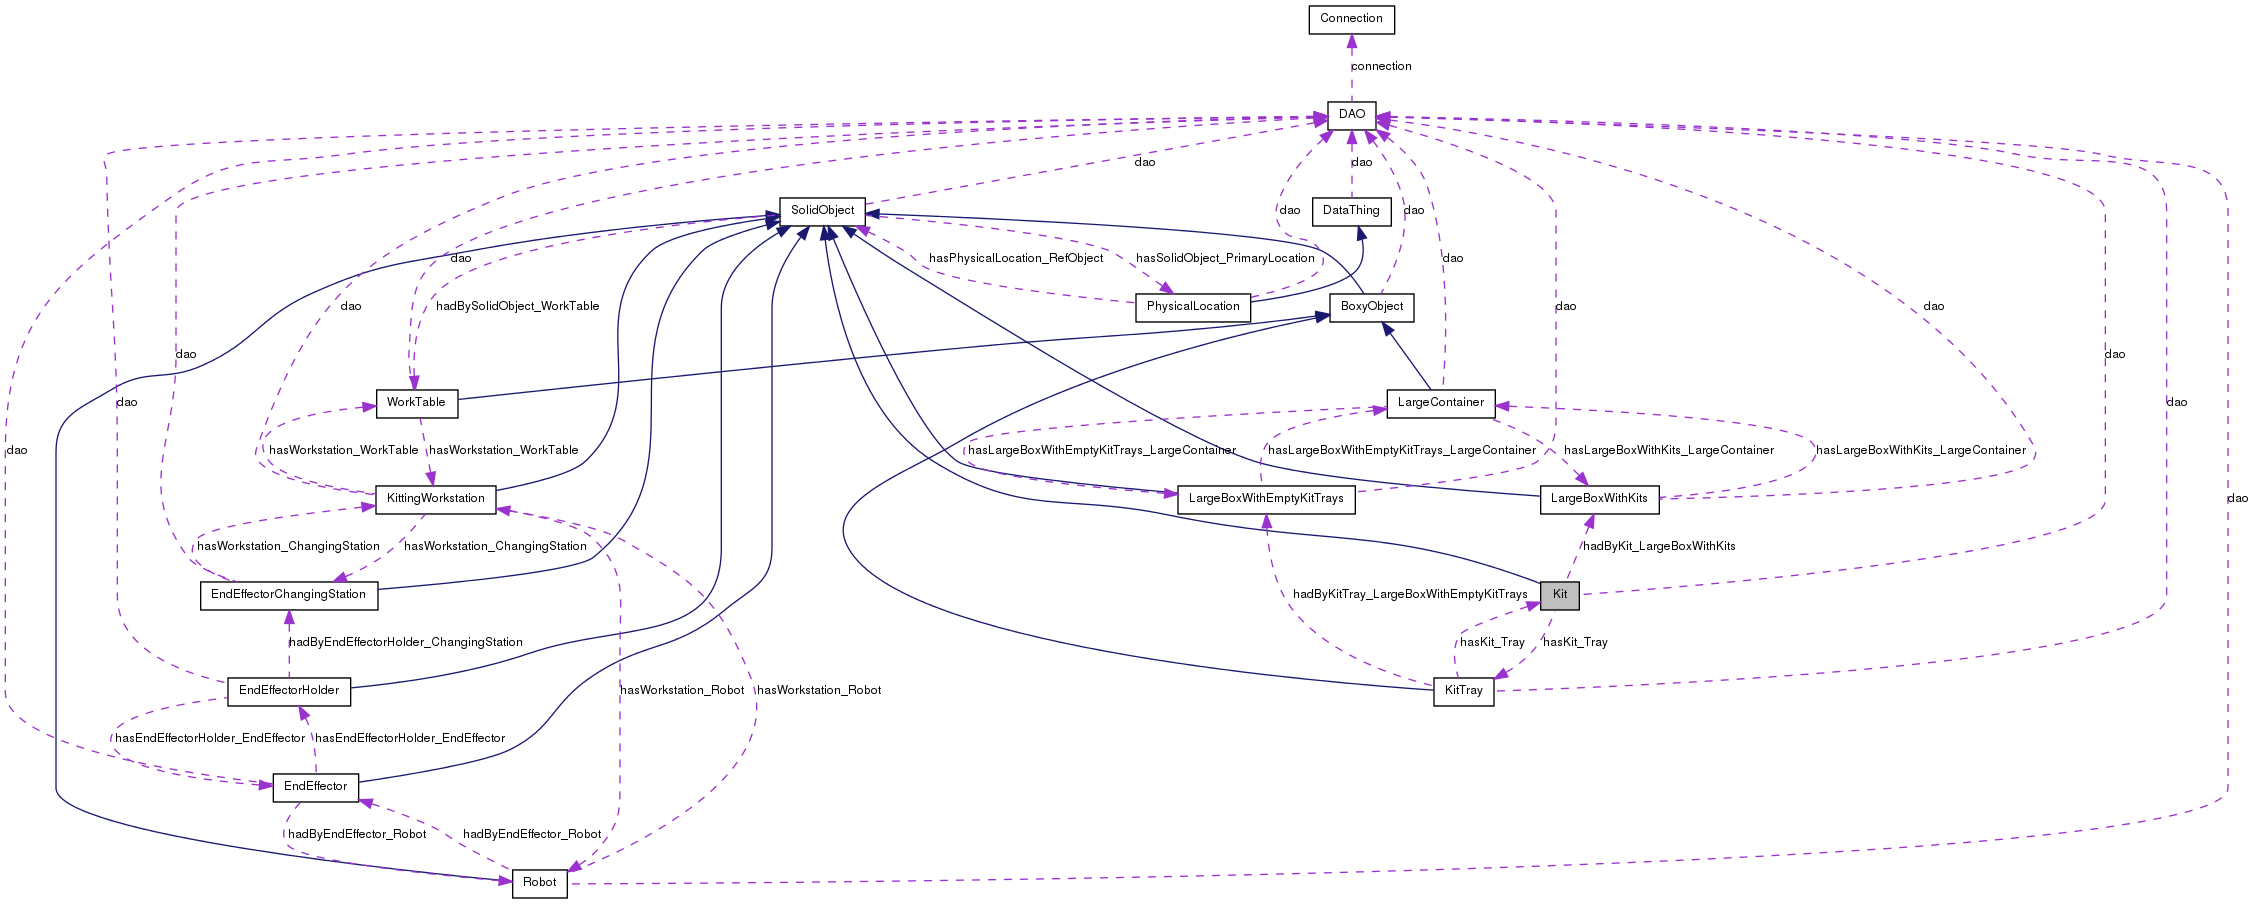 Connection
connection
DAO
dao
dao
SolidObject
DataThing
dao
dao
dao
hasPhysicalLocation_RefObject
hasSolidObject_PrimaryLocation
dao
dao
hadBySolidObject_WorkTable
PhysicalLocation
BoxyObject
dao
dao
dao
dao
dao
WorkTable
LargeContainer
dao
dao
hasWorkstation_WorkTable
hasWorkstation_WorkTable
hasLargeBoxWithEmptyKitTrays_LargeContainer
hasLargeBoxWithEmptyKitTrays_LargeContainer
hasLargeBoxWithKits_LargeContainer
hasLargeBoxWithKits_LargeContainer
KittingWorkstation
LargeBoxWithEmptyKitTrays
LargeBoxWithKits
dao
hasWorkstation_ChangingStation
hasWorkstation_ChangingStation
hadByKit_LargeBoxWithKits
EndEffectorChangingStation
hadByKitTray_LargeBoxWithEmptyKitTrays
Kit
hadByEndEffectorHolder_ChangingStation
hasKit_Tray
hasKit_Tray
EndEffectorHolder
hasWorkstation_Robot
hasWorkstation_Robot
KitTray
hasEndEffectorHolder_EndEffector
hasEndEffectorHolder_EndEffector
EndEffector
hadByEndEffector_Robot
hadByEndEffector_Robot
Robot